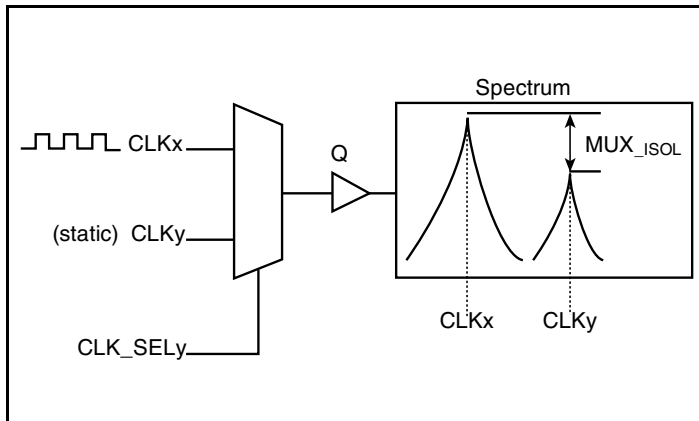 Spectrum
CLKx
Q
MUX_ISOL
(static) CLKy
CLKx CLKy
CLK_SELy